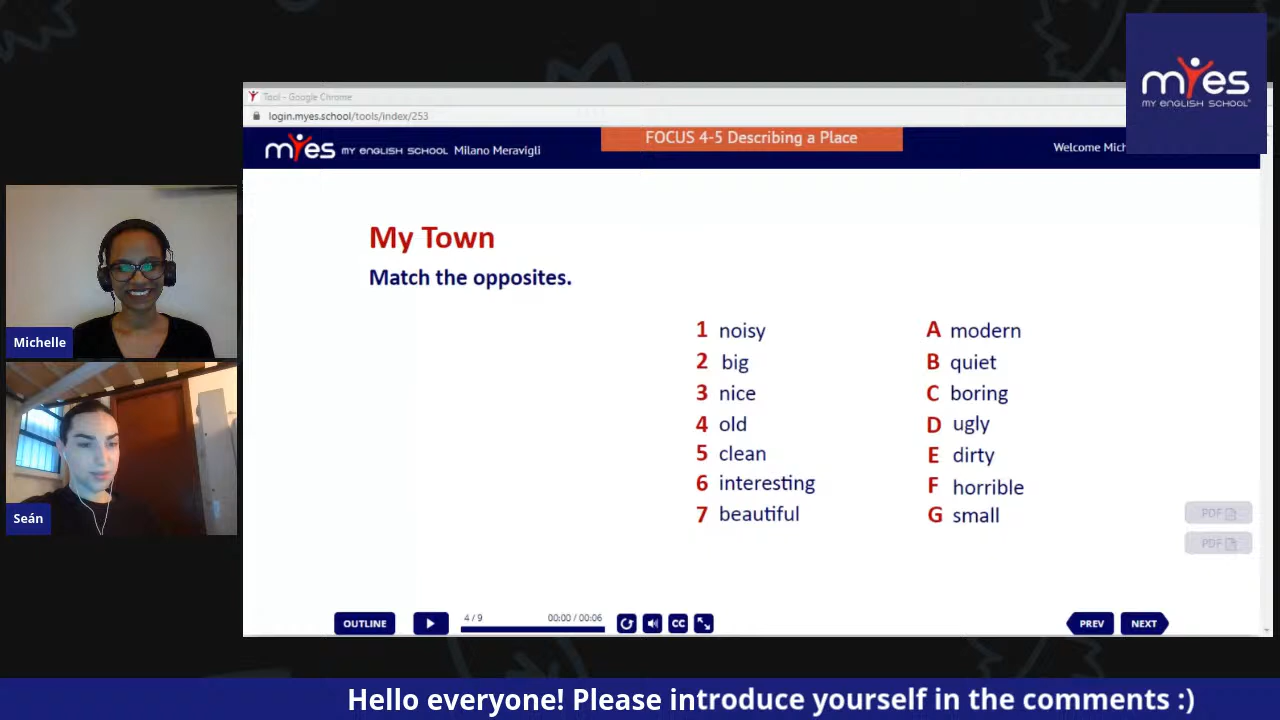 myes
MY ENGLISH SCHOOL®
Tool - Google Chrome
login.myes.school/tools/index/253
myes MY ENGLISH SCHOOL Milano Meravigli
FOCUS 4-5 Describing a Place
Welcome Mich
My Town
Match the opposites.
1 noisy A modern
2 big B quiet
3 nice C boring
4 old D ugly
5 clean E dirty
6 interesting F horrible
7 beautiful G small
Michelle
Seán
PDF
PDF
OUTLINE 4 / 9 00:00 / 00:06 CC PREV NEXT
Hello everyone! Please introduce yourself in the comments :)